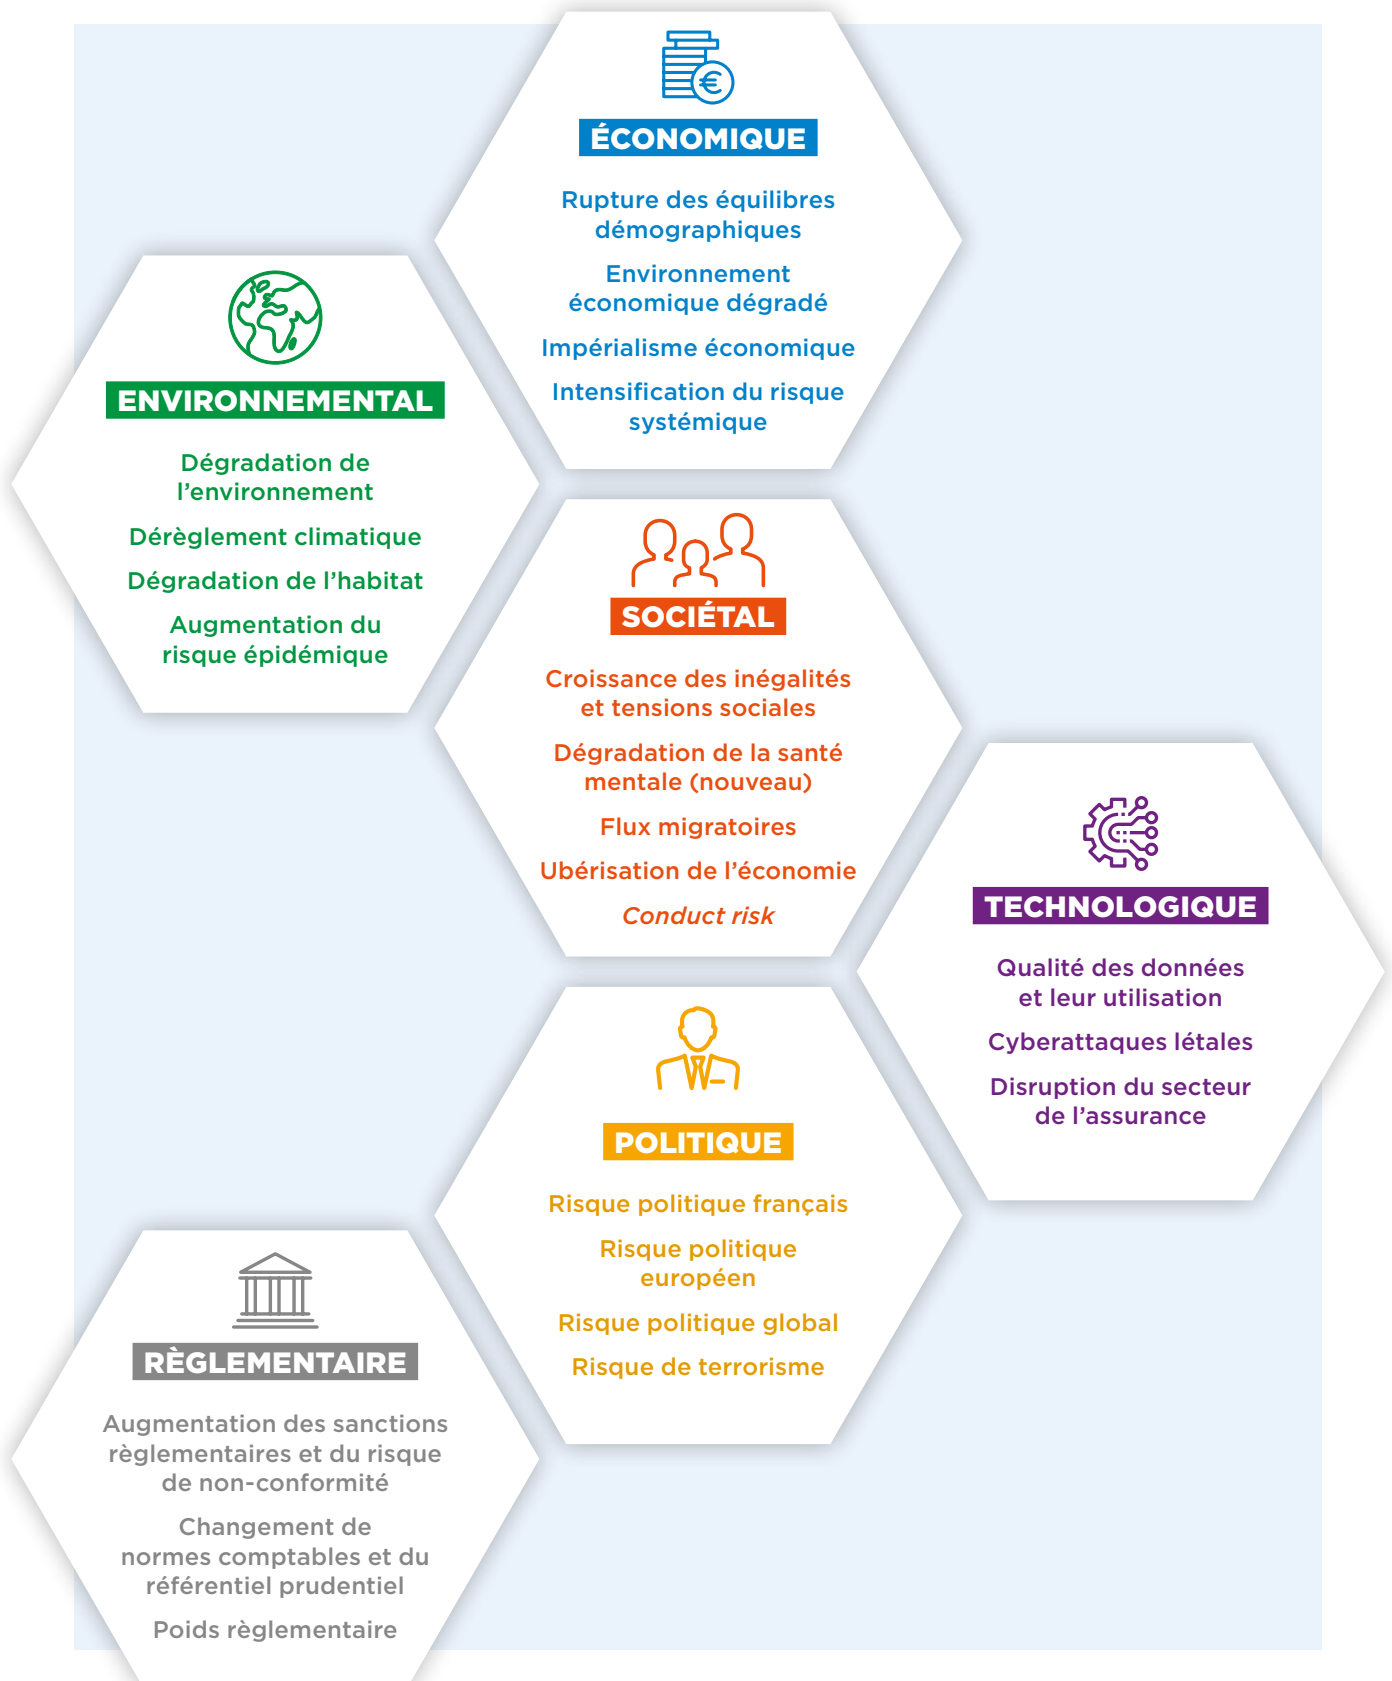 ÉCONOMIQUE
Rupture des équilibres
démographiques
Environnement
économique dégradé
Impérialisme économique
Intensification du risque
systémique
ENVIRONNEMENTAL
Dégradation de
l'environnement
Dérèglement climatique
Dégradation de l'habitat
Augmentation du
risque épidémique
SOCIÉTAL
Croissance des inégalités
et tensions sociales
Dégradation de la santé
mentale (nouveau)
Flux migratoires
Ubérisation de l'économie
Conduct risk
TECHNOLOGIQUE
Qualité des données
et leur utilisation
Cyberattaques létales
Disruption du secteur
de l'assurance
POLITIQUE
Risque politique français
Risque politique
européen
Risque politique global
Risque de terrorisme
RÈGLEMENTAIRE
Augmentation des sanctions
règlementaires et du risque
de non-conformité
Changement de
normes comptables et du
référentiel prudentiel
Poids règlementaire